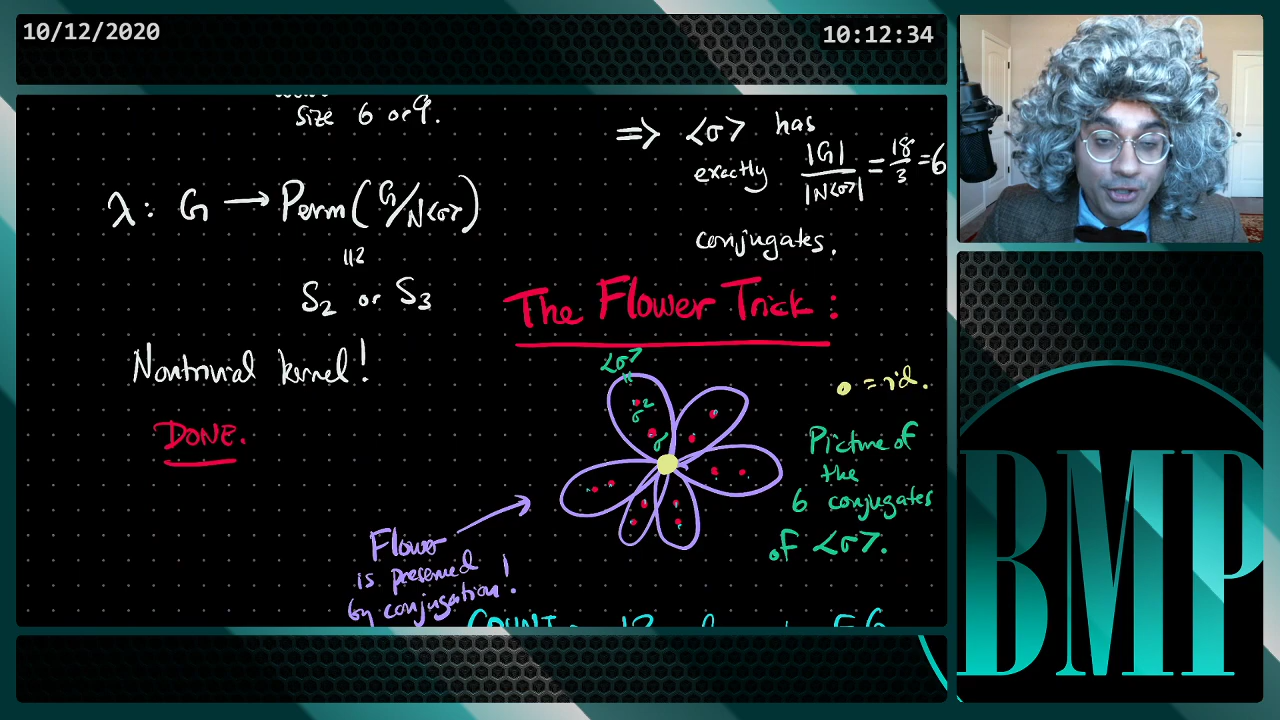 10/12/2020
10:12:34
size 6 or 9.
λ: G → Perm(G/N<σ>)
S2 or S3
Nontrivial kernel!
DONE.
=> <σ> has
exactly |G|/|N<σ>| = 18/3 = 6
conjugates.
The Flower Trick:
<σ>
σ²
σ
o = id.
Picture of
the
6 conjugates
of <σ>.
Flower
is preserved
by conjugation!
COUNT
BMP